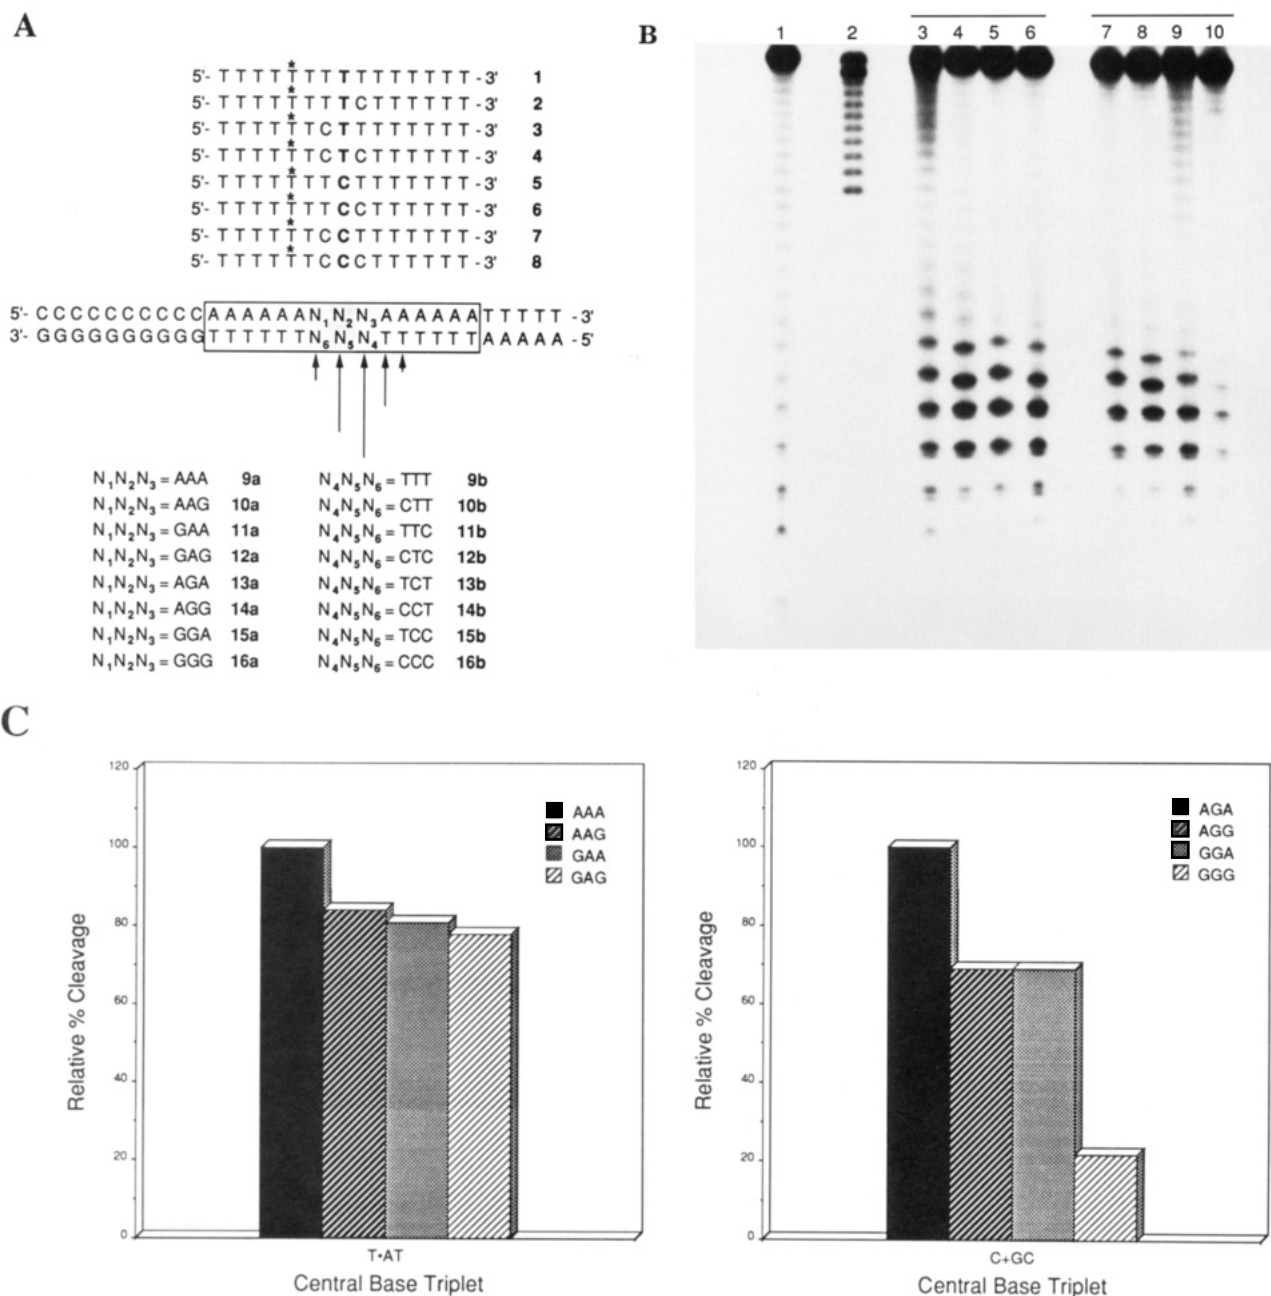 A
5'- T T T T T* T T T T T T T T T T -3' 1
5'- T T T T T* T T T C T T T T T T -3' 2
5'- T T T T T* T C T T T T T T T T -3' 3
5'- T T T T T* T C T C T T T T T T -3' 4
5'- T T T T T* T T C T T T T T T T -3' 5
5'- T T T T T* T T C C T T T T T T -3' 6
5'- T T T T T* T C C T T T T T T T -3' 7
5'- T T T T T* T C C C T T T T T T -3' 8
5'- C C C C C C C C C C A A A A A A N1 N2 N3 A A A A A A T T T T T -3'
3'- G G G G G G G G G G T T T T T T N6 N5 N4 T T T T T T A A A A A -5'
N1N2N3 = AAA 9a N4N5N6 = TTT 9b
N1N2N3 = AAG 10a N4N5N6 = CTT 10b
N1N2N3 = GAA 11a N4N5N6 = TTC 11b
N1N2N3 = GAG 12a N4N5N6 = CTC 12b
N1N2N3 = AGA 13a N4N5N6 = TCT 13b
N1N2N3 = AGG 14a N4N5N6 = CCT 14b
N1N2N3 = GGA 15a N4N5N6 = TCC 15b
N1N2N3 = GGG 16a N4N5N6 = CCC 16b
B
1 2 3 4 5 6 7 8 9 10
C
Relative % Cleavage
120
100
80
60
40
20
0
AAA
AAG
GAA
GAG
T•AT
Central Base Triplet
Relative % Cleavage
120
100
80
60
40
20
0
AGA
AGG
GGA
GGG
C+GC
Central Base Triplet